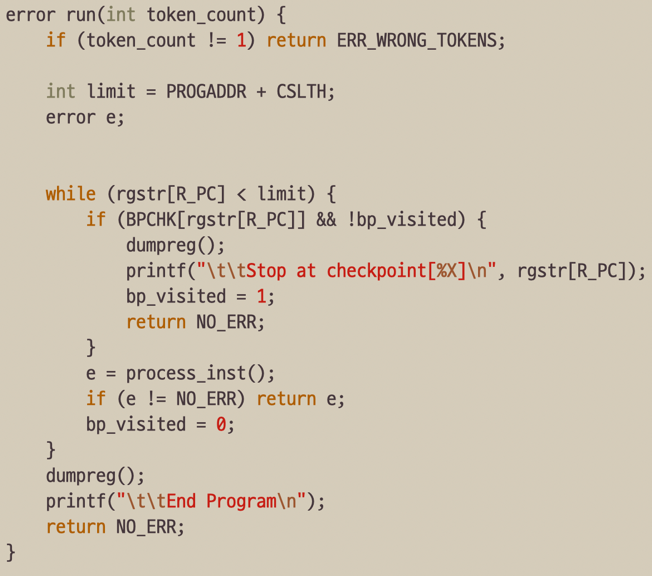 error run(int token_count) {
    if (token_count != 1) return ERR_WRONG_TOKENS;

    int limit = PROGADDR + CSLTH;
    error e;


    while (rgstr[R_PC] < limit) {
        if (BPCHK[rgstr[R_PC]] && !bp_visited) {
            dumpreg();
            printf("\t\tStop at checkpoint[%X]\n", rgstr[R_PC]);
            bp_visited = 1;
            return NO_ERR;
        }
        e = process_inst();
        if (e != NO_ERR) return e;
        bp_visited = 0;
    }
    dumpreg();
    printf("\t\tEnd Program\n");
    return NO_ERR;
}